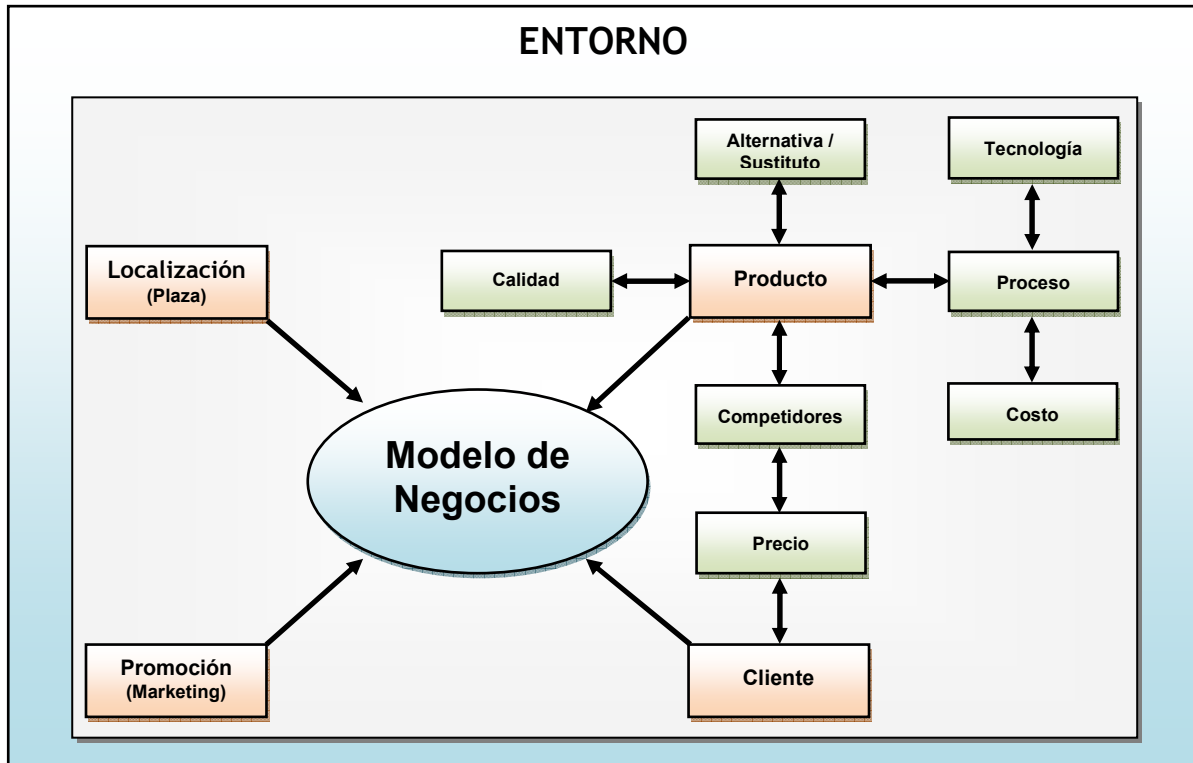 ENTORNO
Alternativa /
Sustituto
Tecnología
Localización
(Plaza)
Calidad
Producto
Proceso
Competidores
Costo
Modelo de
Negocios
Precio
Promoción
(Marketing)
Cliente